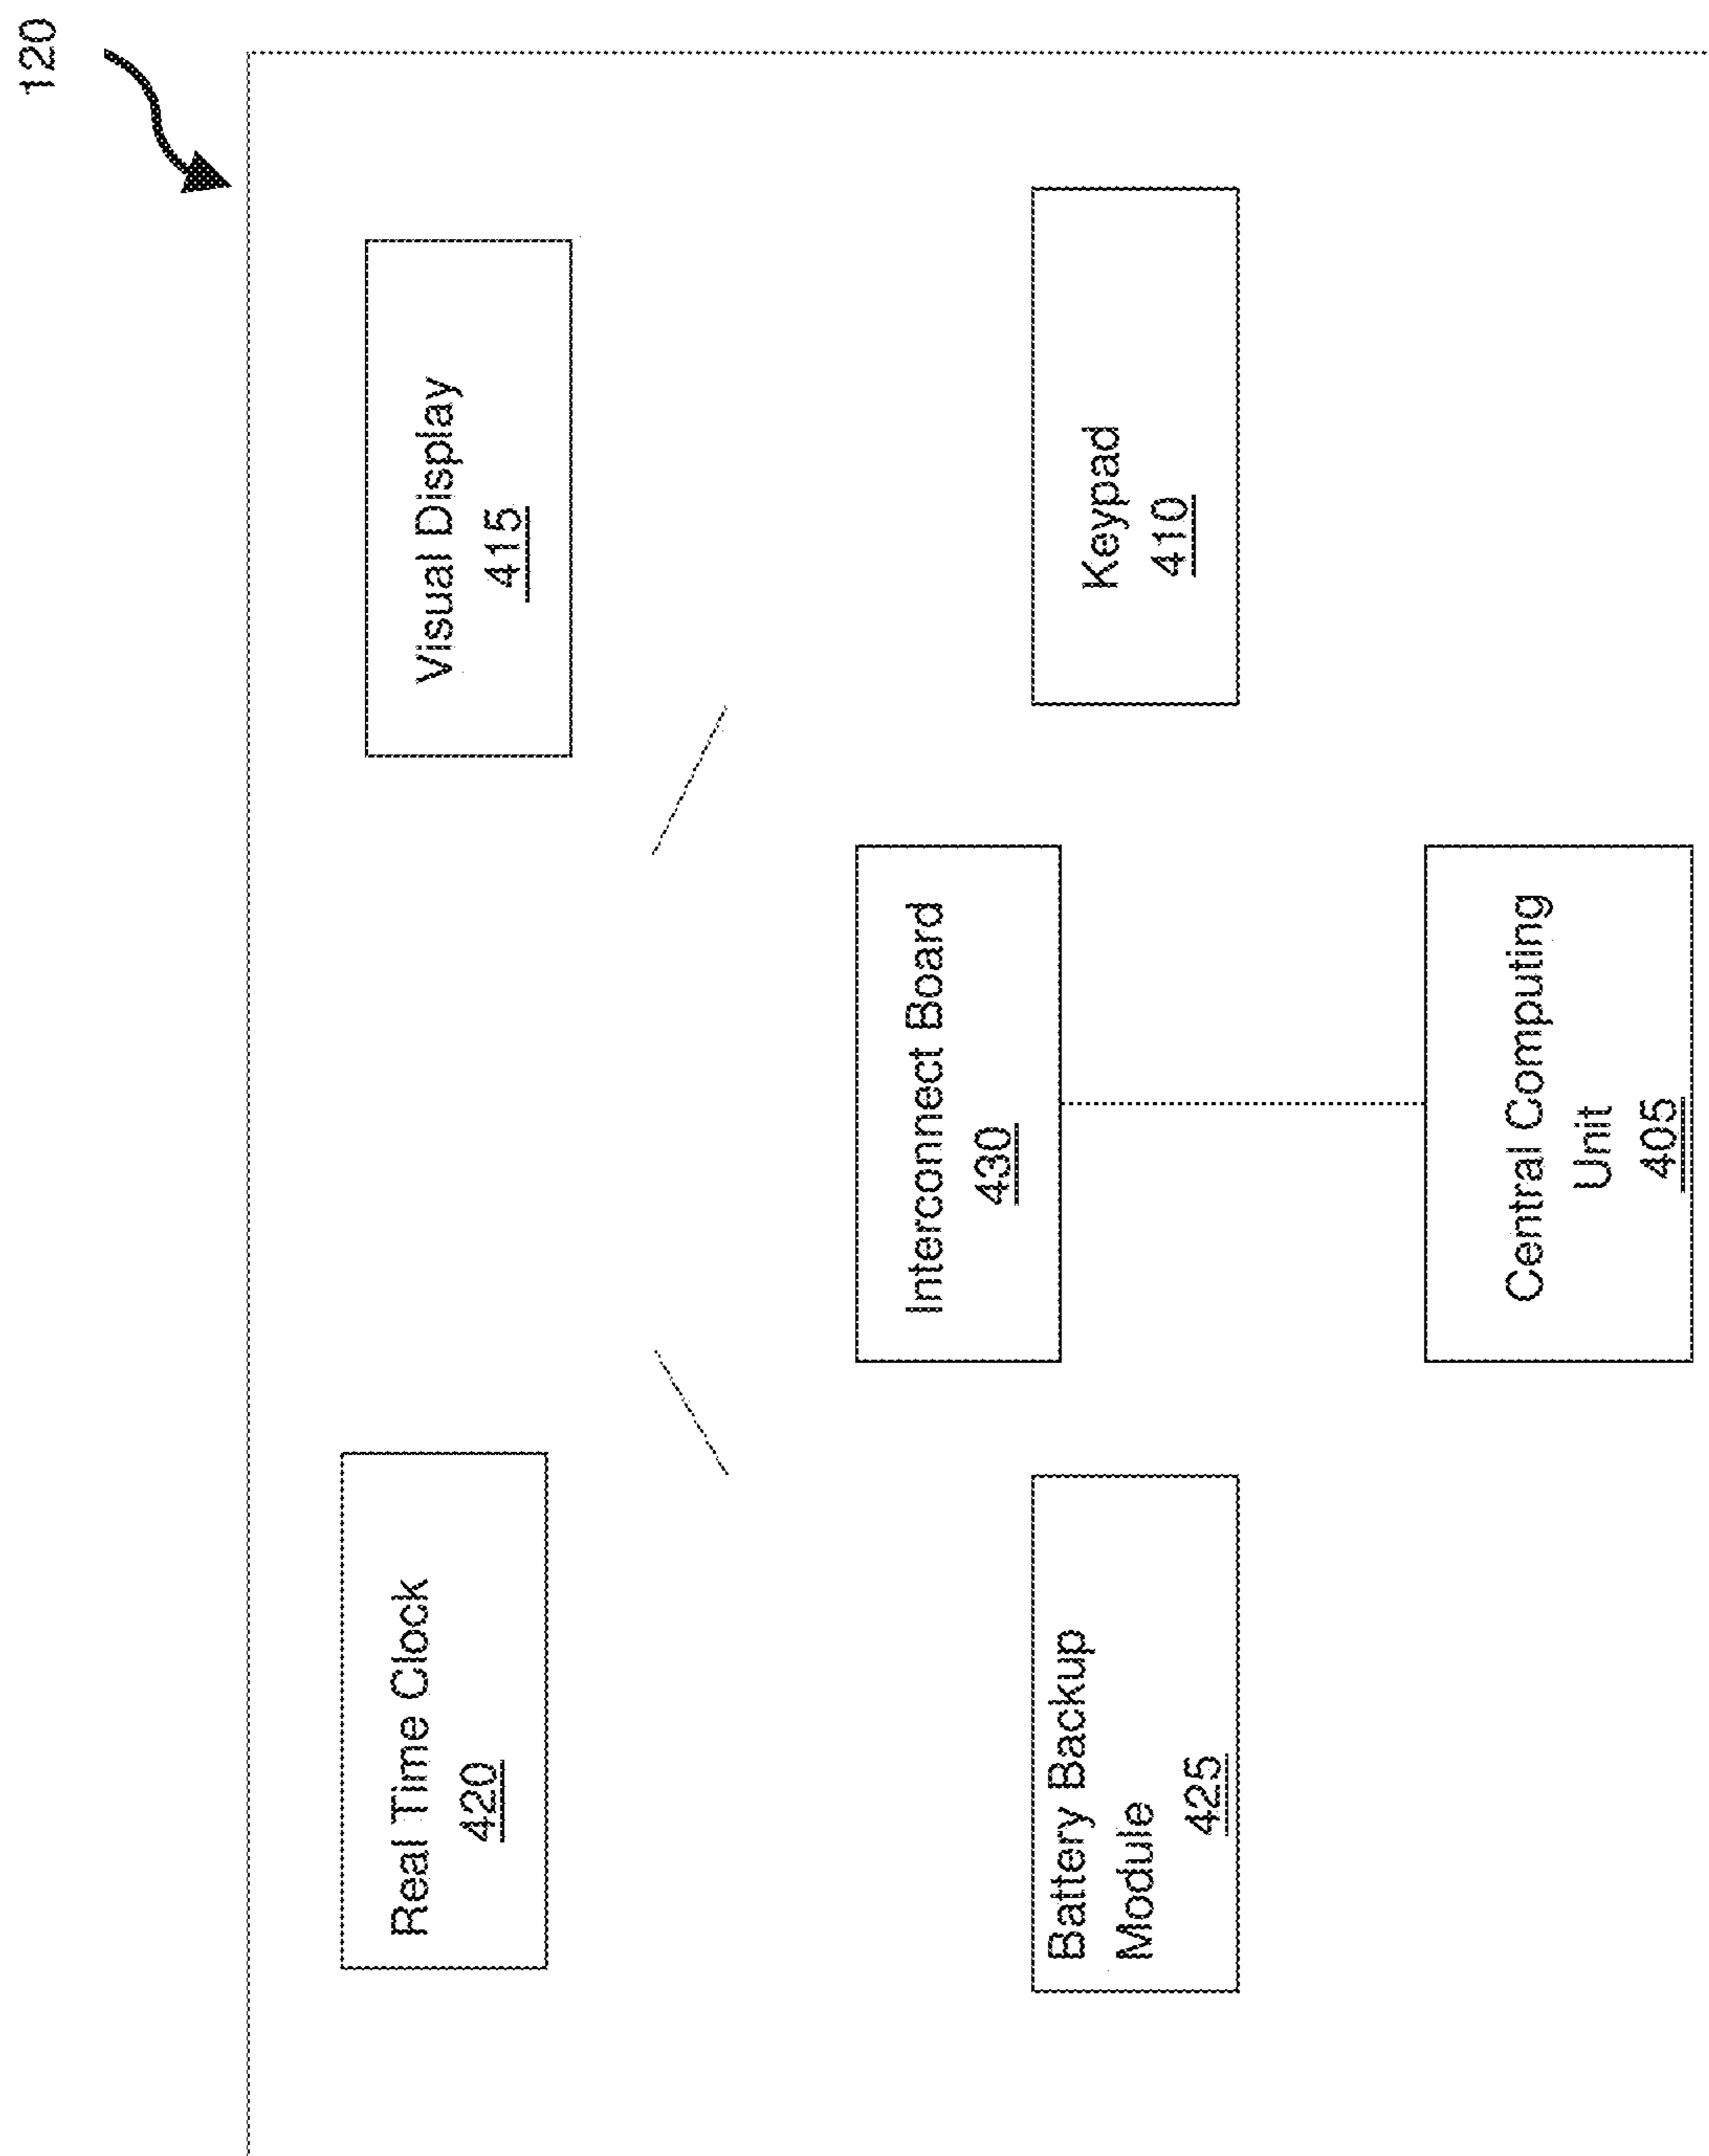 120
Real Time Clock
420
Visual Display
415
Interconnect Board
430
Battery Backup
Module
425
Keypad
410
Central Computing
Unit
405